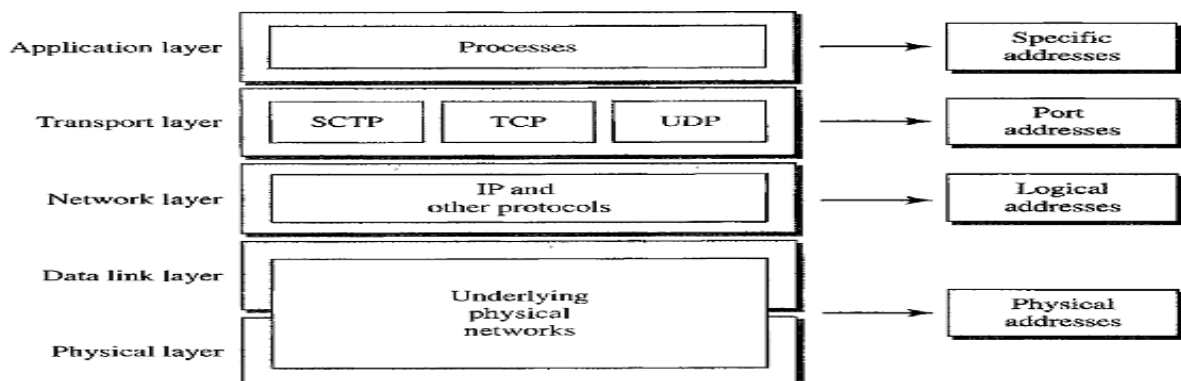 Application layer
Processes
Specific
addresses
Transport layer
SCTP
TCP
UDP
Port
addresses
Network layer
IP and
other protocols
Logical
addresses
Data link layer
Underlying
physical
networks
Physical
addresses
Physical layer